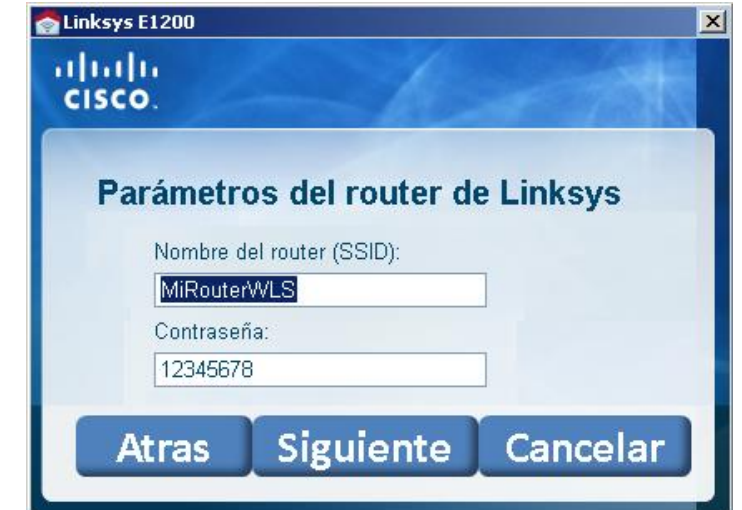 Linksys E1200
CISCO.
Parámetros del router de Linksys
Nombre del router (SSID):
MiRouterWLS
Contraseña:
12345678
Atras Siguiente Cancelar